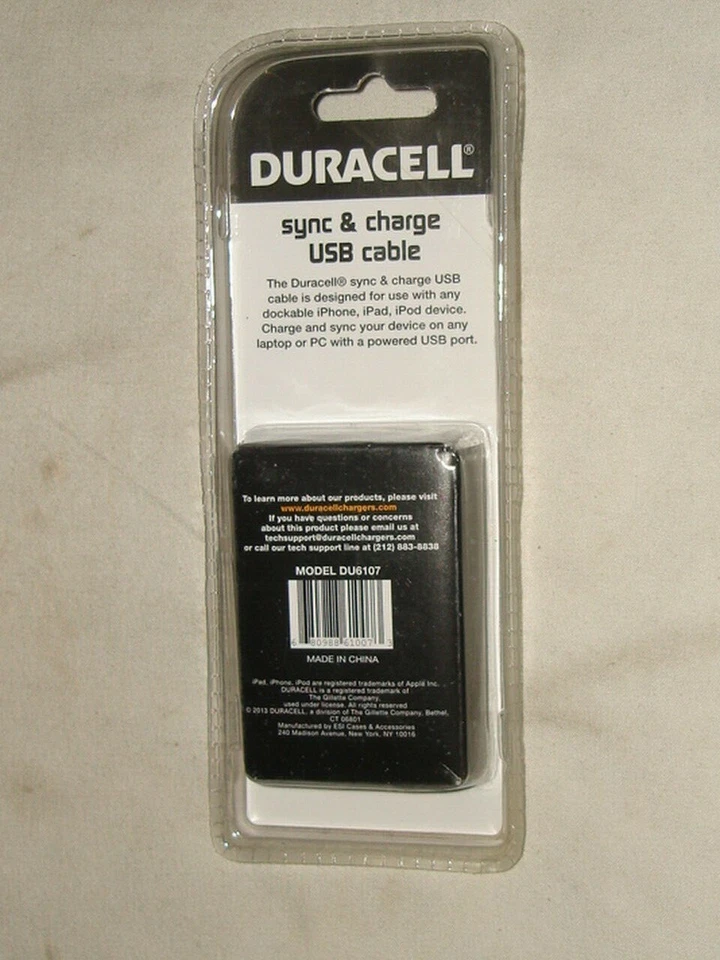 DURACELL®
sync & charge
USB cable
The Duracell® sync & charge USB
cable is designed for use with any
dockable iPhone, iPad, iPod device.
Charge and sync your device on any
laptop or PC with a powered USB port.
To learn more about our products, please visit
www.duracellchargers.com
If you have questions or concerns
about this product please email us at
techsupport@duracellchargers.com
or call our tech support line at (212) 883-8838
MODEL DU6107
6 80988 61007 3
MADE IN CHINA
iPad, iPhone, iPod are registered trademarks of Apple Inc.
DURACELL is a registered trademark of
The Gillette Company,
used under license. All rights reserved
© 2013 DURACELL, a division of The Gillette Company, Bethel,
CT 06801
Manufactured by ESI Cases & Accessories
240 Madison Avenue, New York, NY 10016